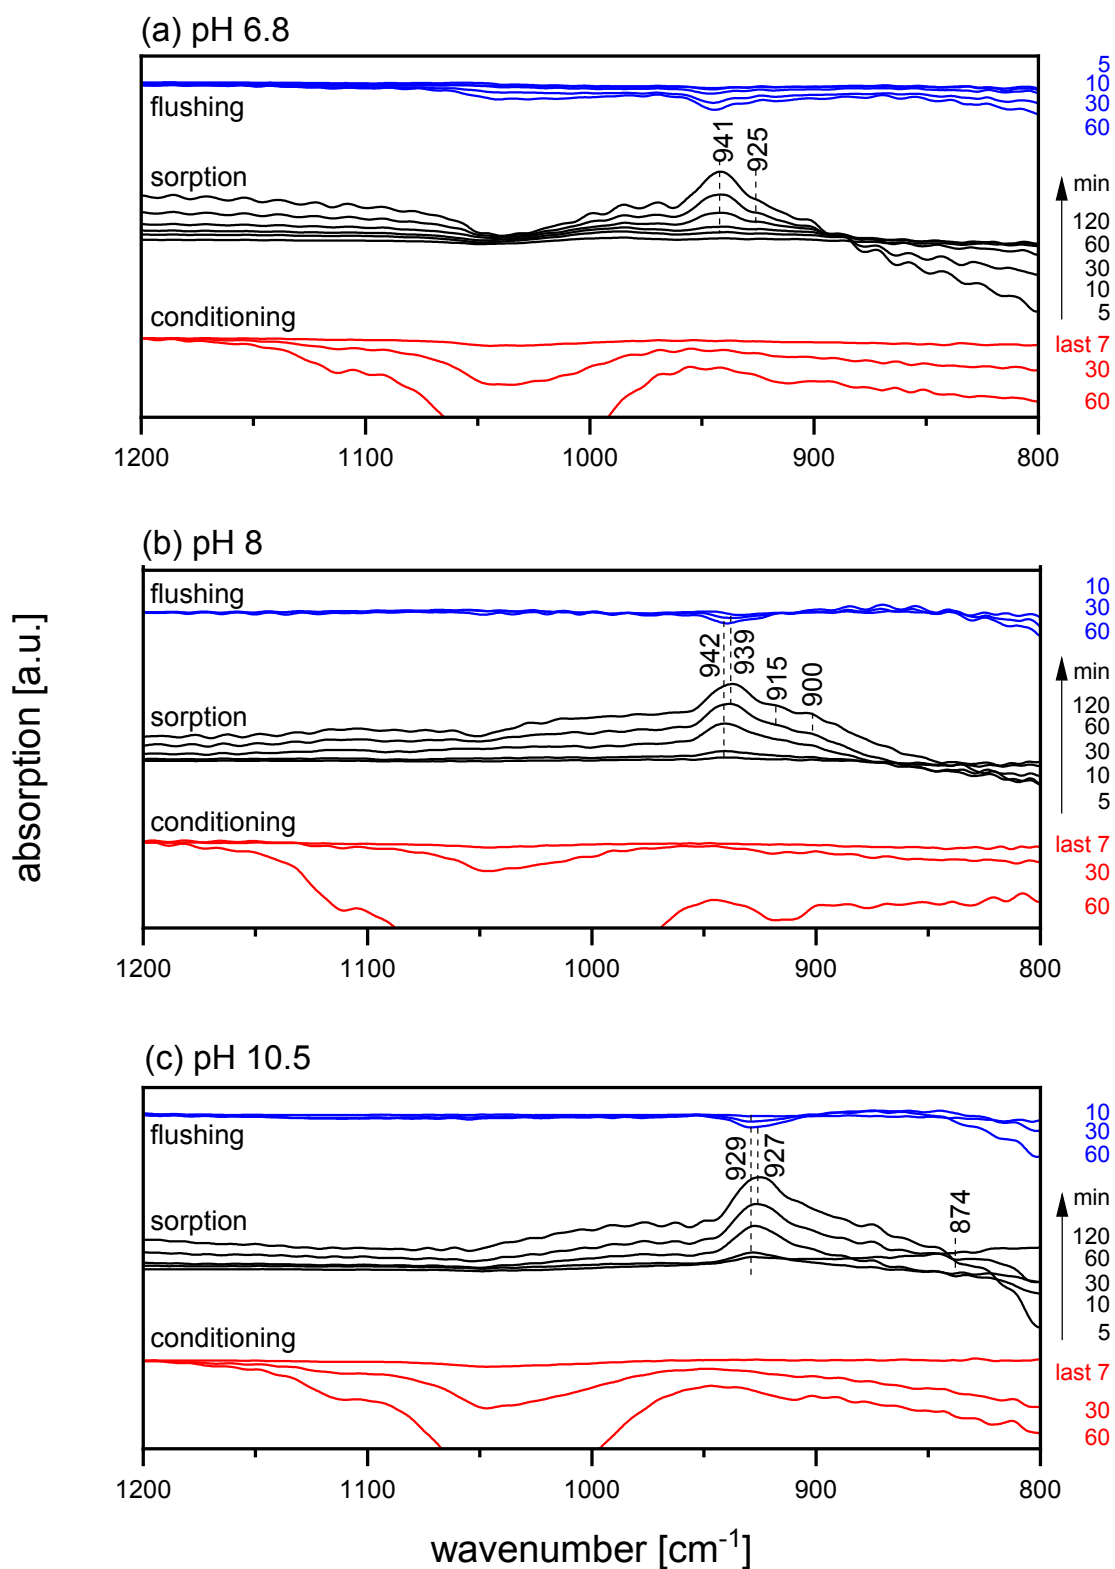 (a) pH 6.8
flushing
5
10
30
60
941
925
sorption
min
120
60
30
10
5
conditioning
last 7
30
60
1200
1100
1000
900
800
(b) pH 8
flushing
10
30
60
942
939
915
900
sorption
min
120
60
30
10
5
conditioning
last 7
30
60
1200
1100
1000
900
800
absorption [a.u.]
(c) pH 10.5
flushing
10
30
60
929
927
874
sorption
min
120
60
30
10
5
conditioning
last 7
30
60
1200
1100
1000
900
800
wavenumber [cm⁻¹]